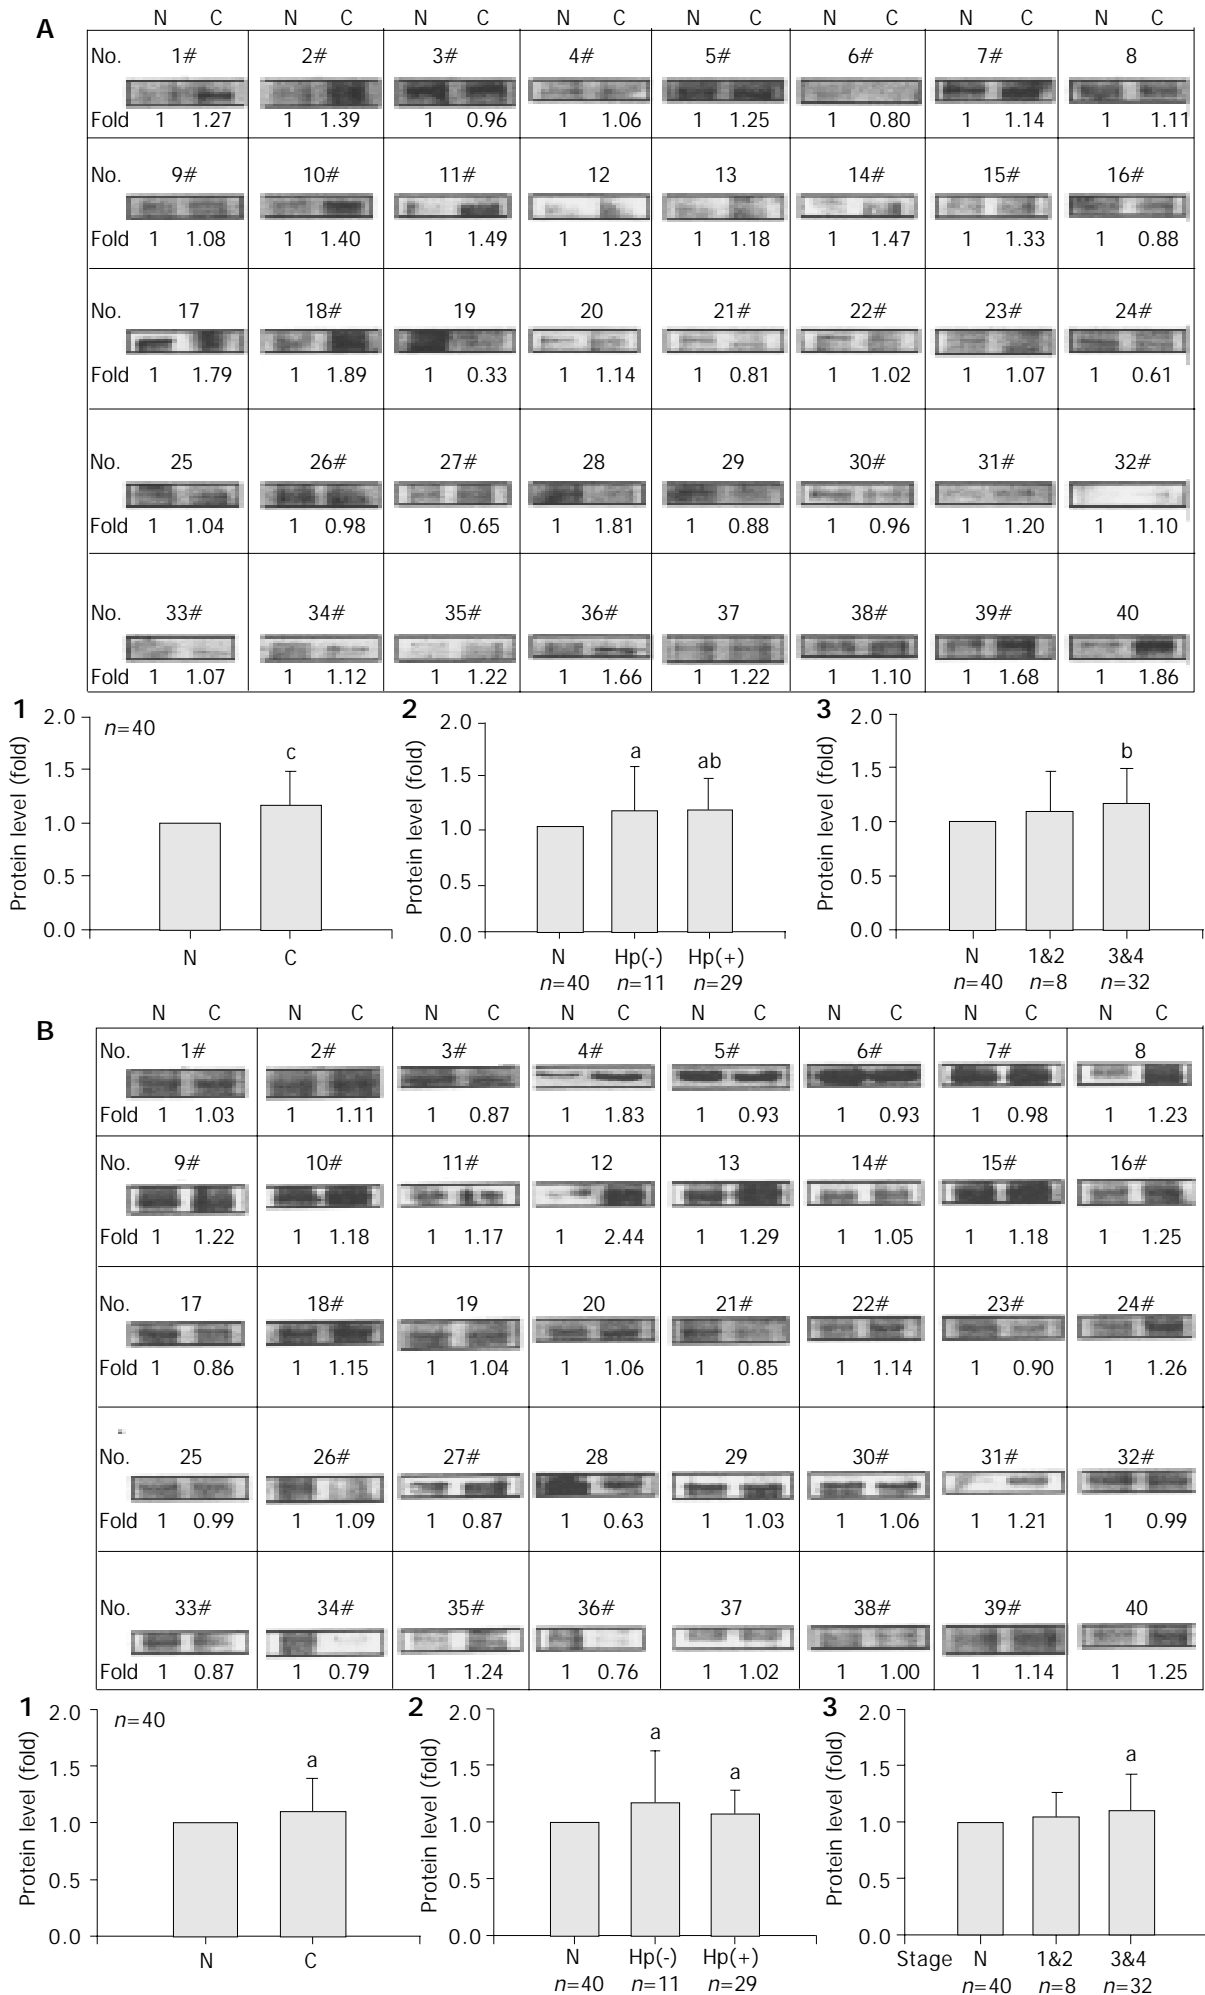 A
N C N C N C N C N C N C N C N C
No. 1# 2# 3# 4# 5# 6# 7# 8
Fold 1 1.27 1 1.39 1 0.96 1 1.06 1 1.25 1 0.80 1 1.14 1 1.11
No. 9# 10# 11# 12 13 14# 15# 16#
Fold 1 1.08 1 1.40 1 1.49 1 1.23 1 1.18 1 1.47 1 1.33 1 0.88
No. 17 18# 19 20 21# 22# 23# 24#
Fold 1 1.79 1 1.89 1 0.33 1 1.14 1 0.81 1 1.02 1 1.07 1 0.61
No. 25 26# 27# 28 29 30# 31# 32#
Fold 1 1.04 1 0.98 1 0.65 1 1.81 1 0.88 1 0.96 1 1.20 1 1.10
No. 33# 34# 35# 36# 37 38# 39# 40
Fold 1 1.07 1 1.12 1 1.22 1 1.66 1 1.22 1 1.10 1 1.68 1 1.86
1
Protein level (fold)
2.0
1.5
1.0
0.5
0.0
n=40
c
N C
2
Protein level (fold)
2.0
1.5
1.0
0.5
0.0
a ab
N Hp(-) Hp(+)
n=40 n=11 n=29
3
Protein level (fold)
2.0
1.5
1.0
0.5
0.0
b
N 1&2 3&4
n=40 n=8 n=32
B
N C N C N C N C N C N C N C N C
No. 1# 2# 3# 4# 5# 6# 7# 8
Fold 1 1.03 1 1.11 1 0.87 1 1.83 1 0.93 1 0.93 1 0.98 1 1.23
No. 9# 10# 11# 12 13 14# 15# 16#
Fold 1 1.22 1 1.18 1 1.17 1 2.44 1 1.29 1 1.05 1 1.18 1 1.25
No. 17 18# 19 20 21# 22# 23# 24#
Fold 1 0.86 1 1.15 1 1.04 1 1.06 1 0.85 1 1.14 1 0.90 1 1.26
No. 25 26# 27# 28 29 30# 31# 32#
Fold 1 0.99 1 1.09 1 0.87 1 0.63 1 1.03 1 1.06 1 1.21 1 0.99
No. 33# 34# 35# 36# 37 38# 39# 40
Fold 1 0.87 1 0.79 1 1.24 1 0.76 1 1.02 1 1.00 1 1.14 1 1.25
1
Protein level (fold)
2.0
1.5
1.0
0.5
0.0
n=40
a
N C
2
Protein level (fold)
2.0
1.5
1.0
0.5
0.0
a a
N Hp(-) Hp(+)
n=40 n=11 n=29
3
Protein level (fold)
2.0
1.5
1.0
0.5
0.0
a
Stage N 1&2 3&4
n=40 n=8 n=32